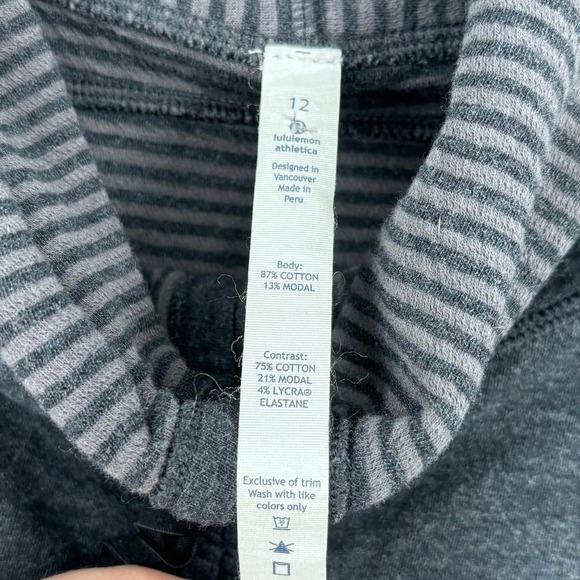 12
lululemon
athletica
Designed in
Vancouver
Made in
Peru
Body:
87% COTTON
13% MODAL
Contrast:
75% COTTON
21% MODAL
4% LYCRA®
ELASTANE
Exclusive of trim
Wash with like
colors only